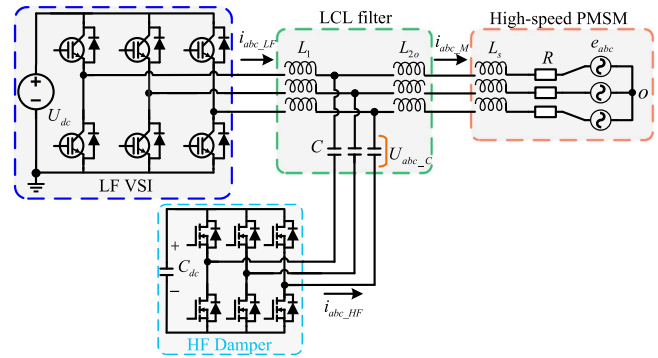 LCL filter
High-speed PMSM
i_abc_LF
L_1
L_2o
i_abc_M
L_s
R
e_abc
U_dc
o
C
U_abc_C
LF VSI
+
C_dc
−
i_abc_HF
HF Damper